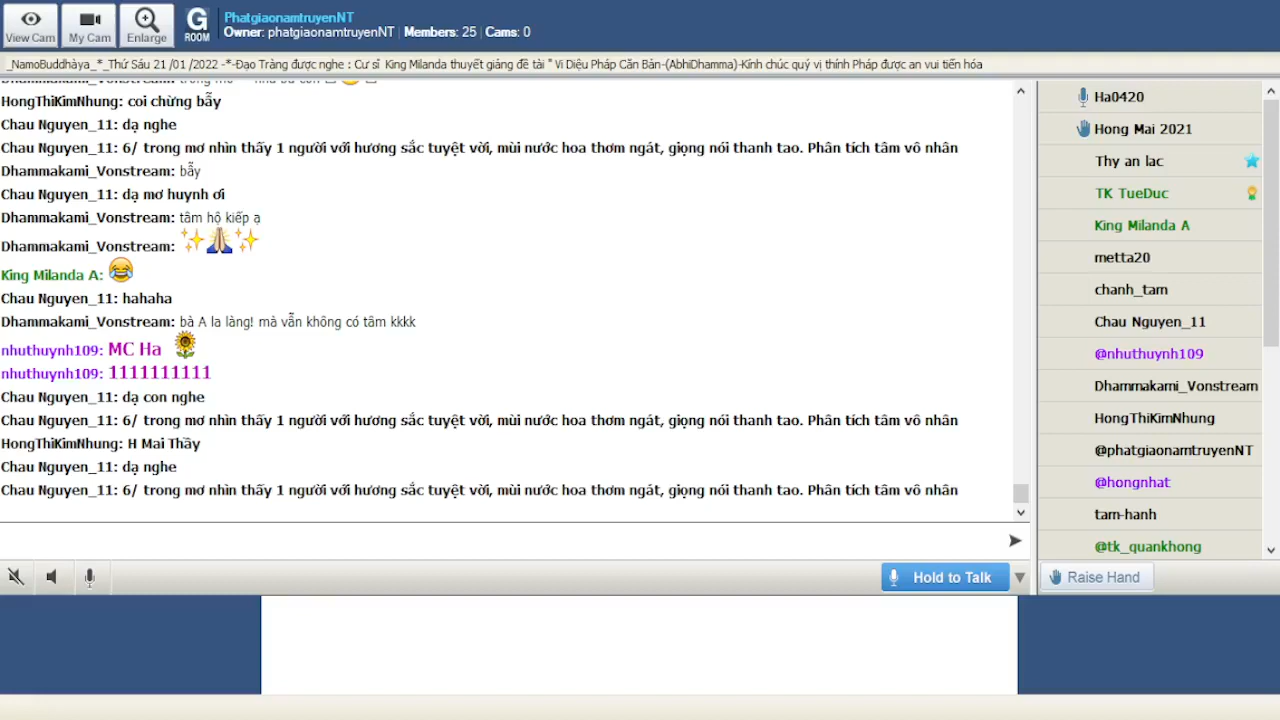 View Cam
My Cam
Enlarge
G
ROOM
PhatgiaonamtruyenNT
Owner: phatgiaonamtruyenNT | Members: 25 | Cams: 0
_NamoBuddhàya_*_Thứ Sáu 21 /01 /2022 -*-Đạo Tràng được nghe : Cư sĩ King Milanda thuyết giảng đề tài " Vi Diệu Pháp Căn Bản-(AbhiDhamma)-Kính chúc quý vị thính Pháp được an vui tiến hóa
HongThiKimNhung: coi chừng bẫy
Chau Nguyen_11: dạ nghe
Chau Nguyen_11: 6/ trong mơ nhìn thấy 1 người với hương sắc tuyệt vời, mùi nước hoa thơm ngát, giọng nói thanh tao. Phân tích tâm vô nhân
Dhammakami_Vonstream: bẫy
Chau Nguyen_11: dạ mơ huynh ơi
Dhammakami_Vonstream: tâm hộ kiếp ạ
Dhammakami_Vonstream:
King Milanda A:
Chau Nguyen_11: hahaha
Dhammakami_Vonstream: bà A la làng! mà vẫn không có tâm kkkk
nhuthuynh109: MC Ha
nhuthuynh109: 1111111111
Chau Nguyen_11: dạ con nghe
Chau Nguyen_11: 6/ trong mơ nhìn thấy 1 người với hương sắc tuyệt vời, mùi nước hoa thơm ngát, giọng nói thanh tao. Phân tích tâm vô nhân
HongThiKimNhung: H Mai Thầy
Chau Nguyen_11: dạ nghe
Chau Nguyen_11: 6/ trong mơ nhìn thấy 1 người với hương sắc tuyệt vời, mùi nước hoa thơm ngát, giọng nói thanh tao. Phân tích tâm vô nhân
Hold to Talk
Ha0420
Hong Mai 2021
Thy an lac
TK TueDuc
King Milanda A
metta20
chanh_tam
Chau Nguyen_11
@nhuthuynh109
Dhammakami_Vonstream
HongThiKimNhung
@phatgiaonamtruyenNT
@hongnhat
tam-hanh
@tk_quankhong
Raise Hand